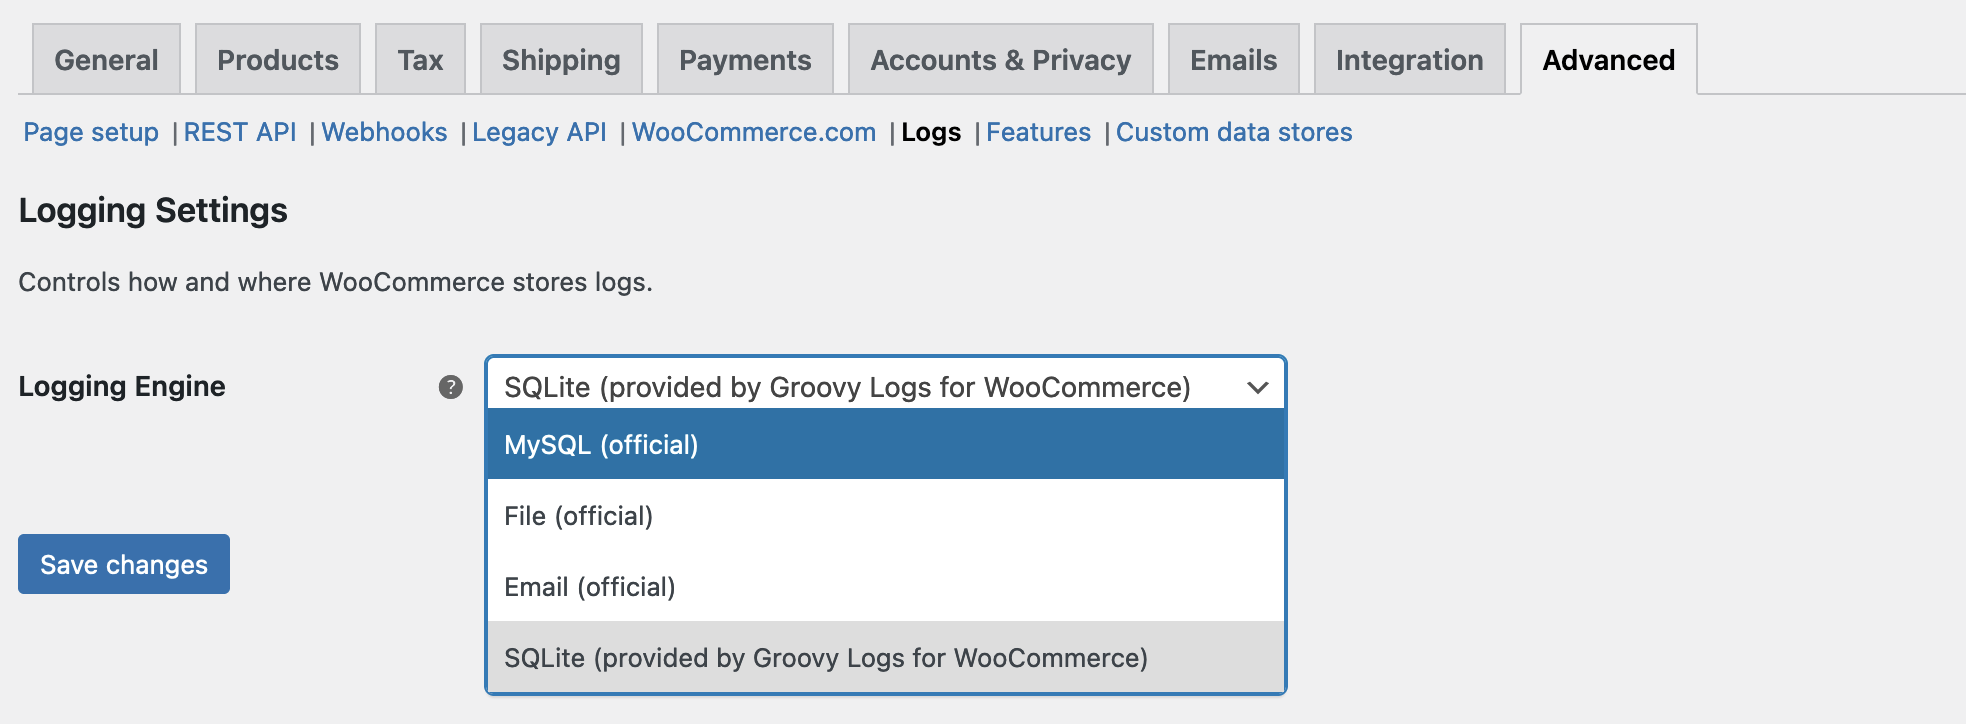 General Products Tax Shipping Payments Accounts & Privacy Emails Integration Advanced
Page setup | REST API | Webhooks | Legacy API | WooCommerce.com | Logs | Features | Custom data stores
Logging Settings
Controls how and where WooCommerce stores logs.
Logging Engine ? SQLite (provided by Groovy Logs for WooCommerce)
MySQL (official)
File (official)
Save changes
Email (official)
SQLite (provided by Groovy Logs for WooCommerce)